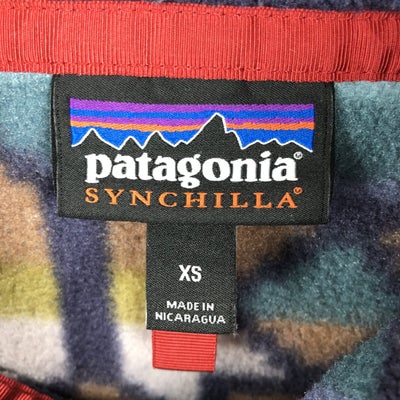 patagonia®
SYNCHILLA®
XS
MADE IN
NICARAGUA